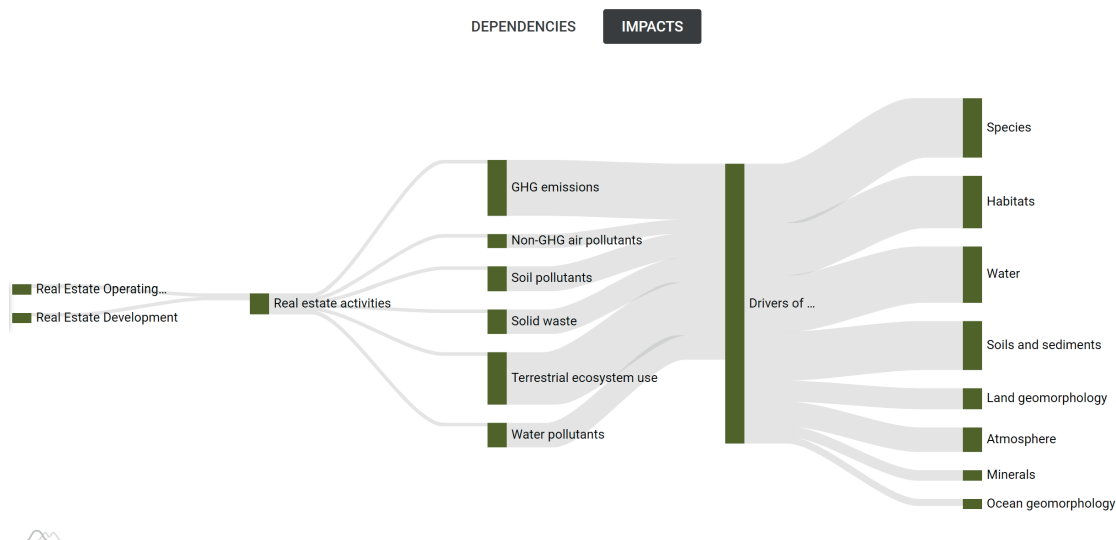 DEPENDENCIES
IMPACTS
Real Estate Operating...
Real Estate Development
Real estate activities
GHG emissions
Non-GHG air pollutants
Soil pollutants
Solid waste
Terrestrial ecosystem use
Water pollutants
Drivers of ...
Species
Habitats
Water
Soils and sediments
Land geomorphology
Atmosphere
Minerals
Ocean geomorphology